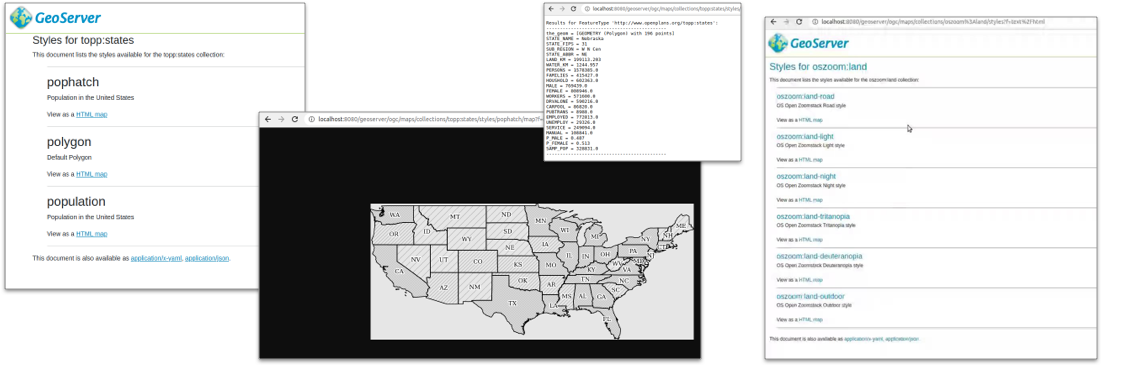 GeoServer
Styles for topp:states
This document lists the styles available for the topp:states collection:
pophatch
Population in the United States
View as a HTML map
polygon
Default Polygon
View as a HTML map
population
Population in the United States
View as a HTML map
This document is also available as application/x-yaml, application/json.
localhost:8080/geoserver/ogc/maps/collections/topp:states/styles/pophatch/map?f=
WA
MT
ND
MN
ME
OR
ID
SD
WI
MI
NY
NH
WY
NE
IA
PA
NV
UT
CO
IL
IN
OH
NJ
CA
KS
MO
KY
WV
VA
MD
AZ
NM
OK
AR
TN
NC
TX
MS
AL
GA
SC
LA
FL
localhost:8080/geoserver/ogc/maps/collections/topp:states/styles/
Results for FeatureType 'http://www.openplans.org/topp:states':
--------------------------------------------
the_geom = [GEOMETRY (Polygon) with 196 points]
STATE_NAME = Nebraska
STATE_FIPS = 31
SUB_REGION = W N Cen
STATE_ABBR = NE
LAND_KM = 199113.203
WATER_KM = 1244.957
PERSONS = 1578385.0
FAMILIES = 415427.0
HOUSHOLD = 602363.0
MALE = 769439.0
FEMALE = 808946.0
WORKERS = 571600.0
DRVALONE = 590216.0
CARPOOL = 86020.0
PUBTRANS = 8980.0
EMPLOYED = 772813.0
UNEMPLOY = 29326.0
SERVICE = 249094.0
MANUAL = 108841.0
P_MALE = 0.487
P_FEMALE = 0.513
SAMP_POP = 328831.0
--------------------------------------------
localhost:8080/geoserver/ogc/maps/collections/oszoom%3Aland/styles?f=text%2Fhtml
GeoServer
Styles for oszoom:land
This document lists the styles available for the oszoom:land collection:
oszoom:land-road
OS Open Zoomstack Road style
View as a HTML map
oszoom:land-light
OS Open Zoomstack Light style
View as a HTML map
oszoom:land-night
OS Open Zoomstack Night style
View as a HTML map
oszoom:land-tritanopia
OS Open Zoomstack Tritanopia style
View as a HTML map
oszoom:land-deuteranopia
OS Open Zoomstack Deuteranopia style
View as a HTML map
oszoom:land-outdoor
OS Open Zoomstack Outdoor style
View as a HTML map
This document is also available as application/x-yaml, application/json.